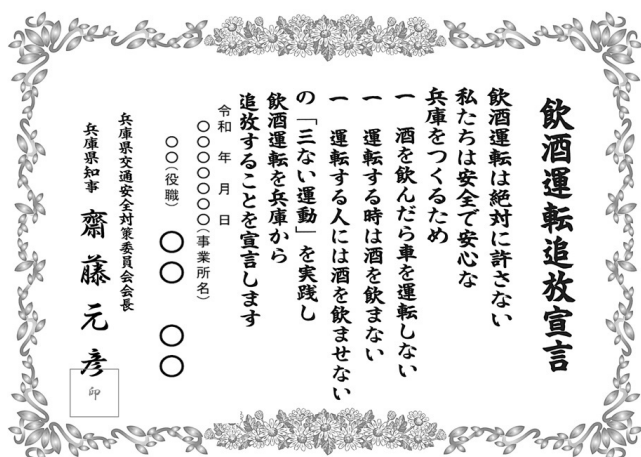 飲酒運転追放宣言
飲酒運転は絶対に許さない
私たちは安全で安心な
兵庫をつくるため
一 酒を飲んだら車を運転しない
一 運転する時は酒を飲まない
一 運転する人には酒を飲ませない
の「三ない運動」を実践し
飲酒運転を兵庫から
追放することを宣言します
令和 年 月 日
〇〇〇〇〇〇〇(事業所名)
〇〇(役職) 〇〇 〇〇
兵庫県交通安全対策委員会会長
兵庫県知事 齋藤元彦
印